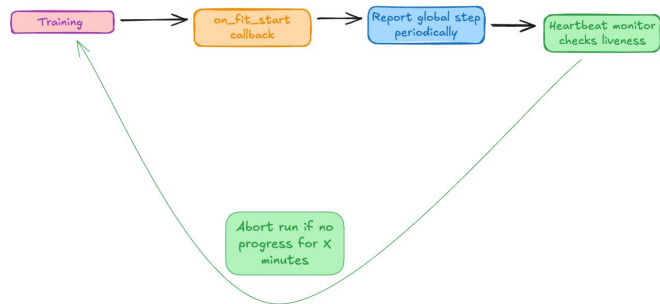 Training
on_fit_start
callback
Report global step
periodically
Heartbeat monitor
checks liveness
Abort run if no
progress for X
minutes